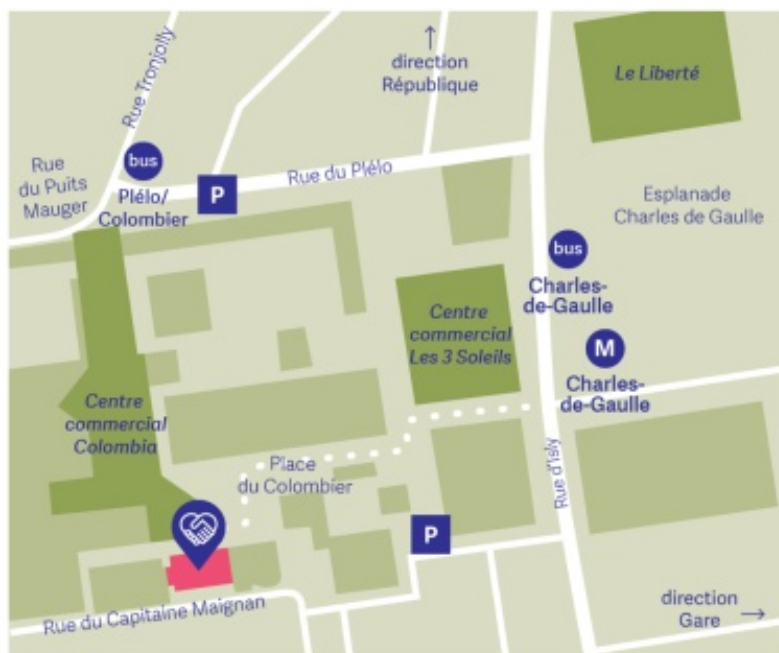 Rue Tronjolly
↑
direction
République
Le Liberté
Rue
du Puits
Mauger
bus
Plélo/
Colombier
P
Rue du Plélo
Esplanade
Charles de Gaulle
bus
Charles-
de-Gaulle
Centre
commercial
Les 3 Soleils
M
Charles-
de-Gaulle
Centre
commercial
Colombia
Place
du Colombier
Rue d'Isly
P
Rue du Capitaine Maignan
direction
Gare →